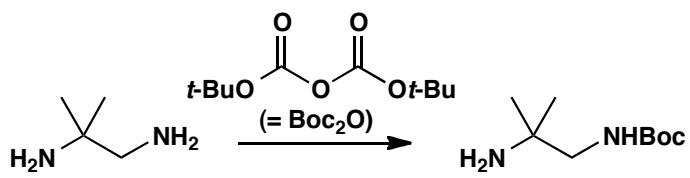 O O
t-BuO O Ot-Bu
(= Boc₂O)
H₂N NH₂
H₂N NHBoc